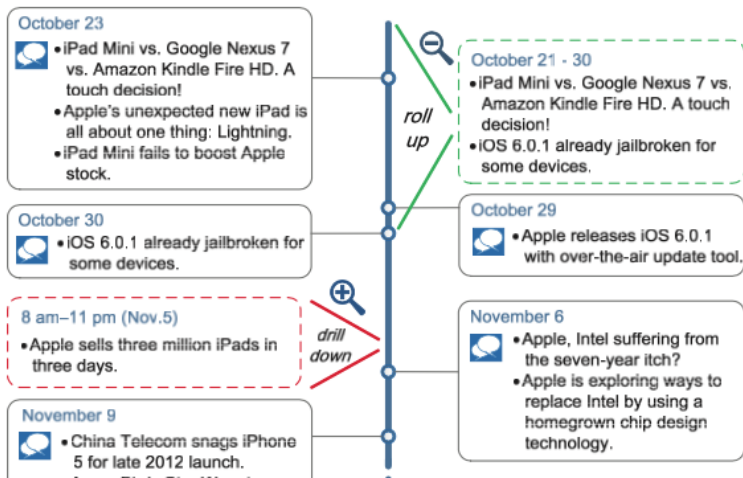 October 23
• iPad Mini vs. Google Nexus 7
vs. Amazon Kindle Fire HD. A
touch decision!
• Apple's unexpected new iPad is
all about one thing: Lightning.
• iPad Mini fails to boost Apple
stock.
roll
up
October 21 - 30
• iPad Mini vs. Google Nexus 7 vs.
Amazon Kindle Fire HD. A touch
decision!
• iOS 6.0.1 already jailbroken for
some devices.
October 30
• iOS 6.0.1 already jailbroken for
some devices.
October 29
• Apple releases iOS 6.0.1
with over-the-air update tool.
8 am–11 pm (Nov.5)
• Apple sells three million iPads in
three days.
drill
down
November 6
• Apple, Intel suffering from
the seven-year itch?
• Apple is exploring ways to
replace Intel by using a
homegrown chip design
technology.
November 9
• China Telecom snags iPhone
5 for late 2012 launch.